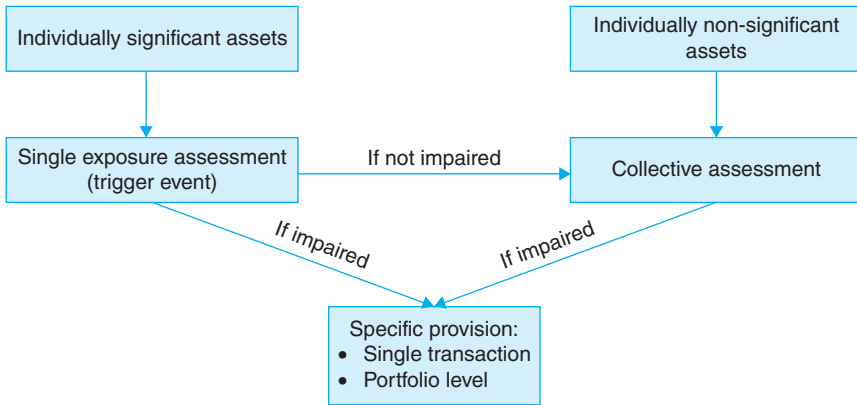 Individually significant assets
Individually non-significant
assets
Single exposure assessment
(trigger event)
If not impaired
Collective assessment
If impaired
If impaired
Specific provision:
• Single transaction
• Portfolio level